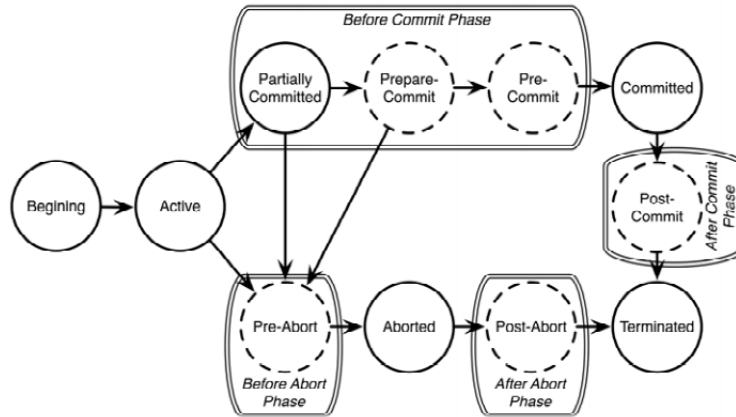 Before Commit Phase
Partially
Committed
Prepare-
Commit
Pre-
Commit
Committed
Begining
Active
Post-
Commit
After Commit
Phase
Pre-Abort
Aborted
Post-Abort
Terminated
Before Abort
Phase
After Abort
Phase